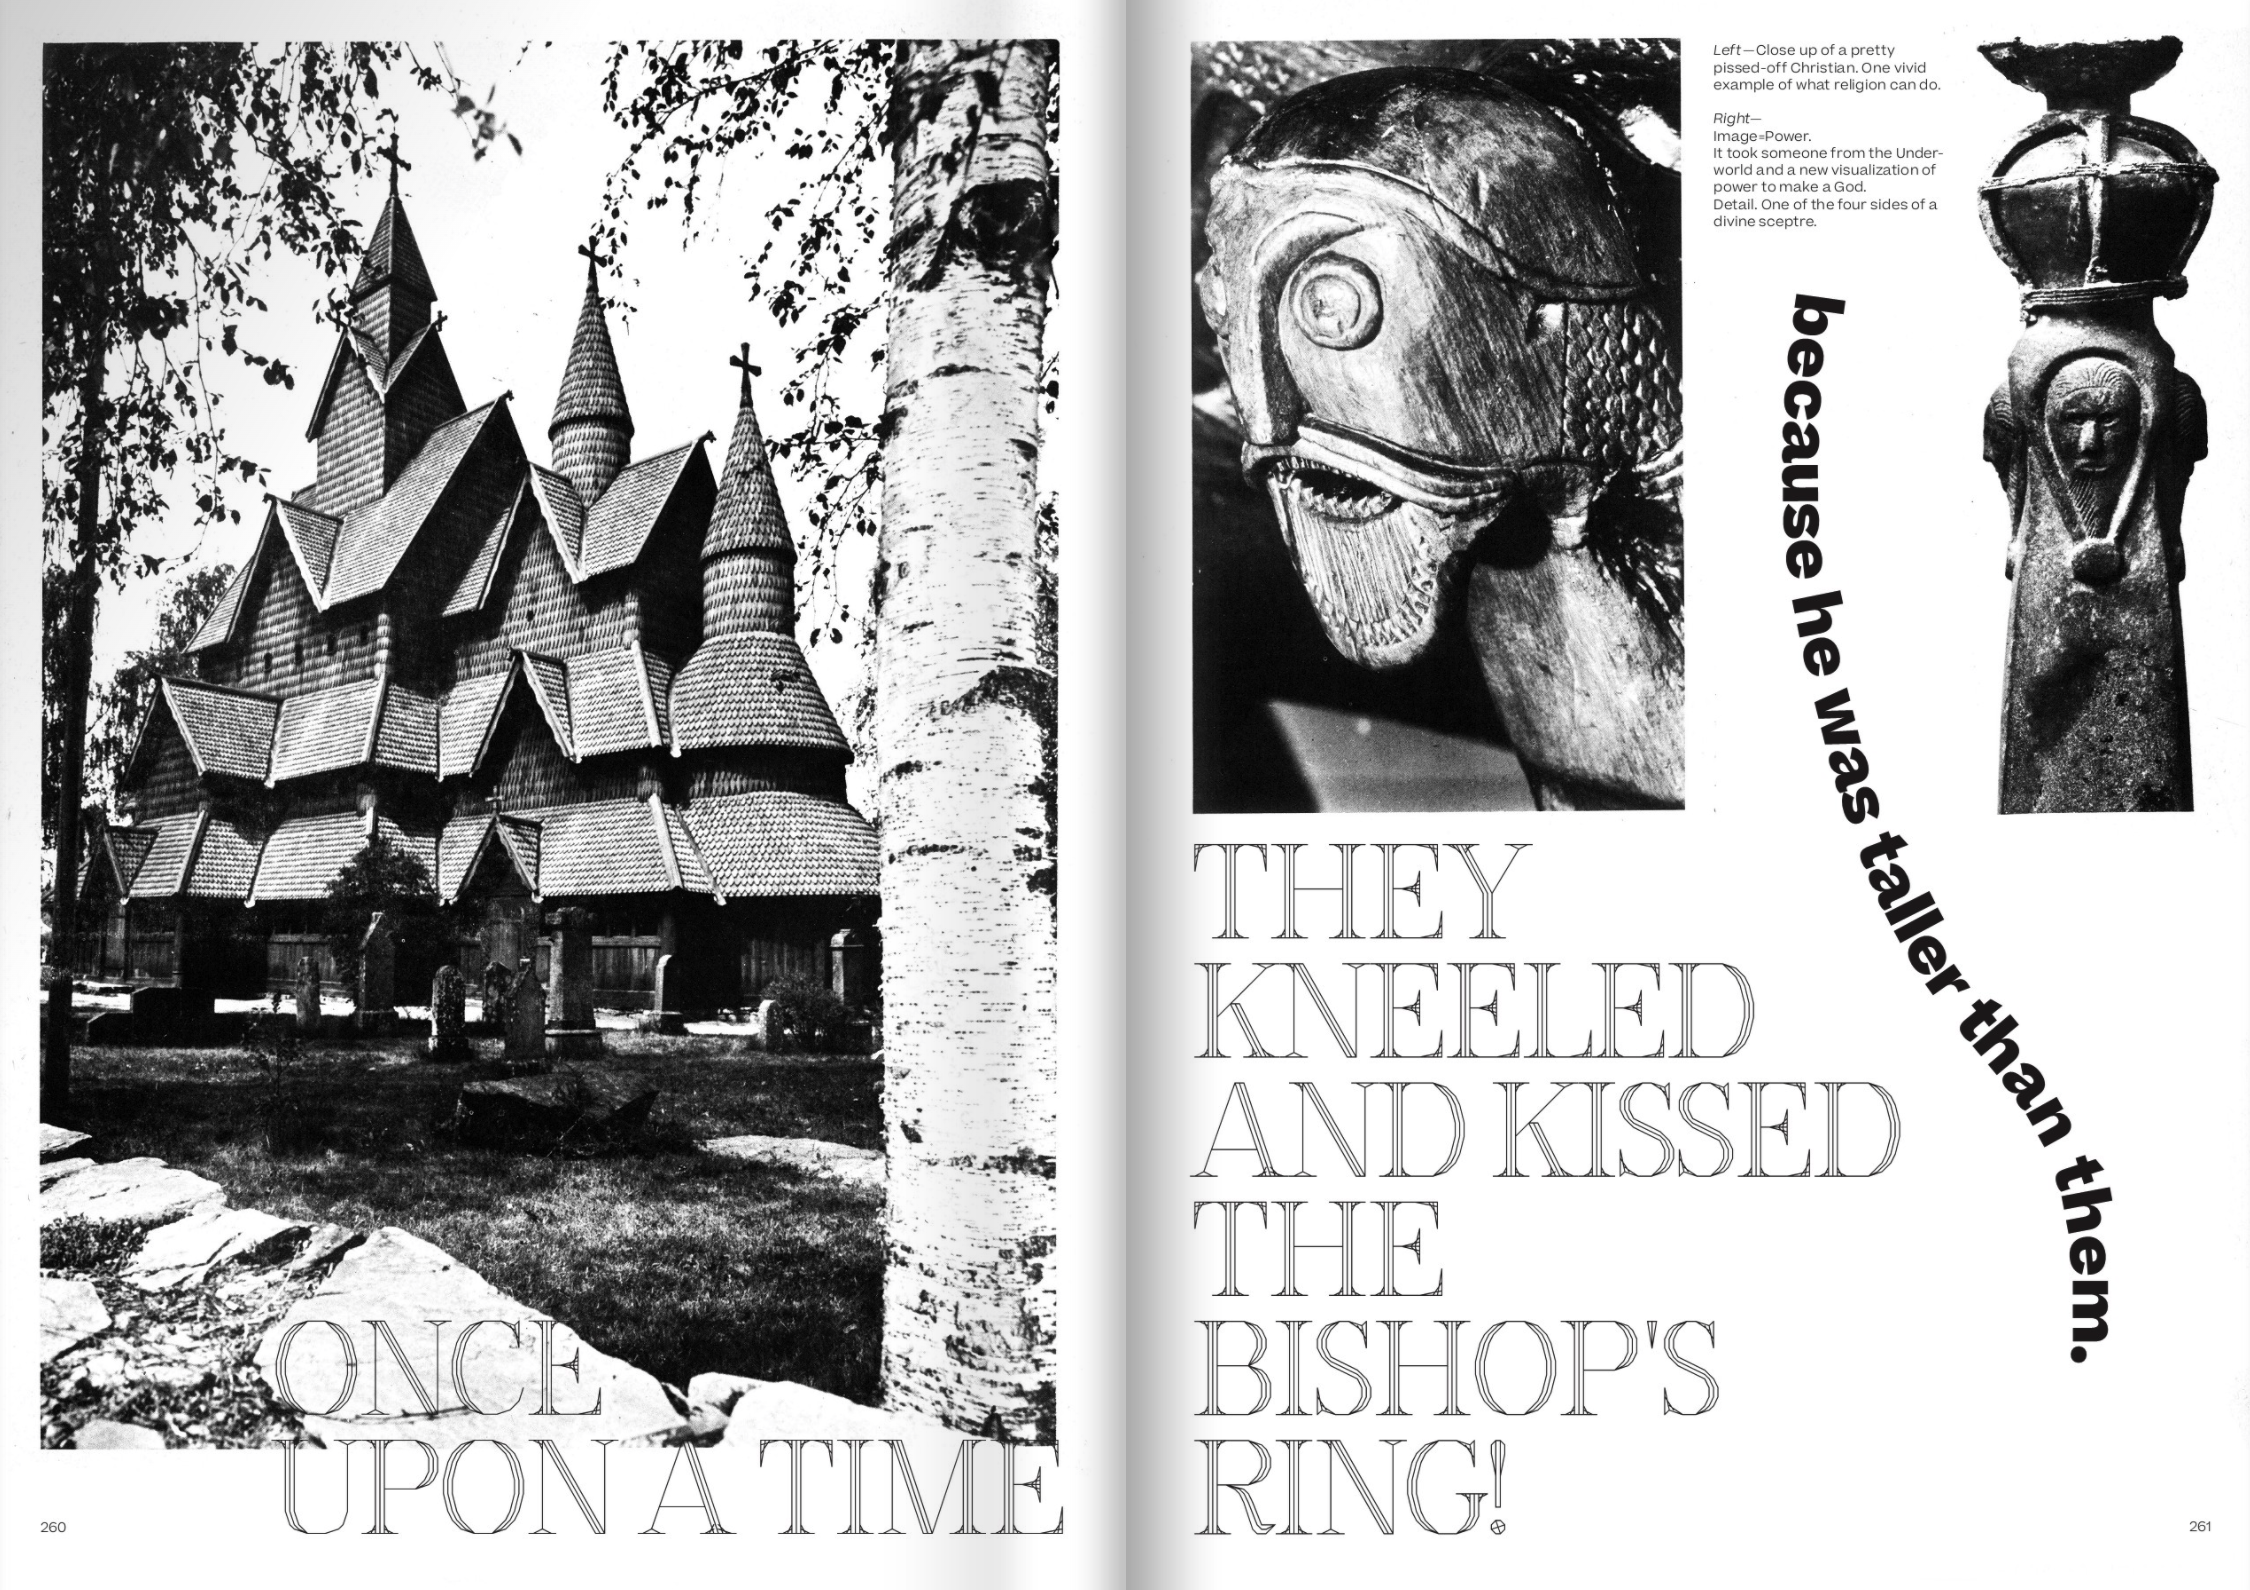 ONCE
UPON A TIME
260
Left—Close up of a pretty
pissed-off Christian. One vivid
example of what religion can do.
Right—
Image=Power.
It took someone from the Under-
world and a new visualization of
power to make a God.
Detail. One of the four sides of a
divine sceptre.
because he was taller than them.
THEY
KNEELED
AND KISSED
THE
BISHOP'S
RING!
261